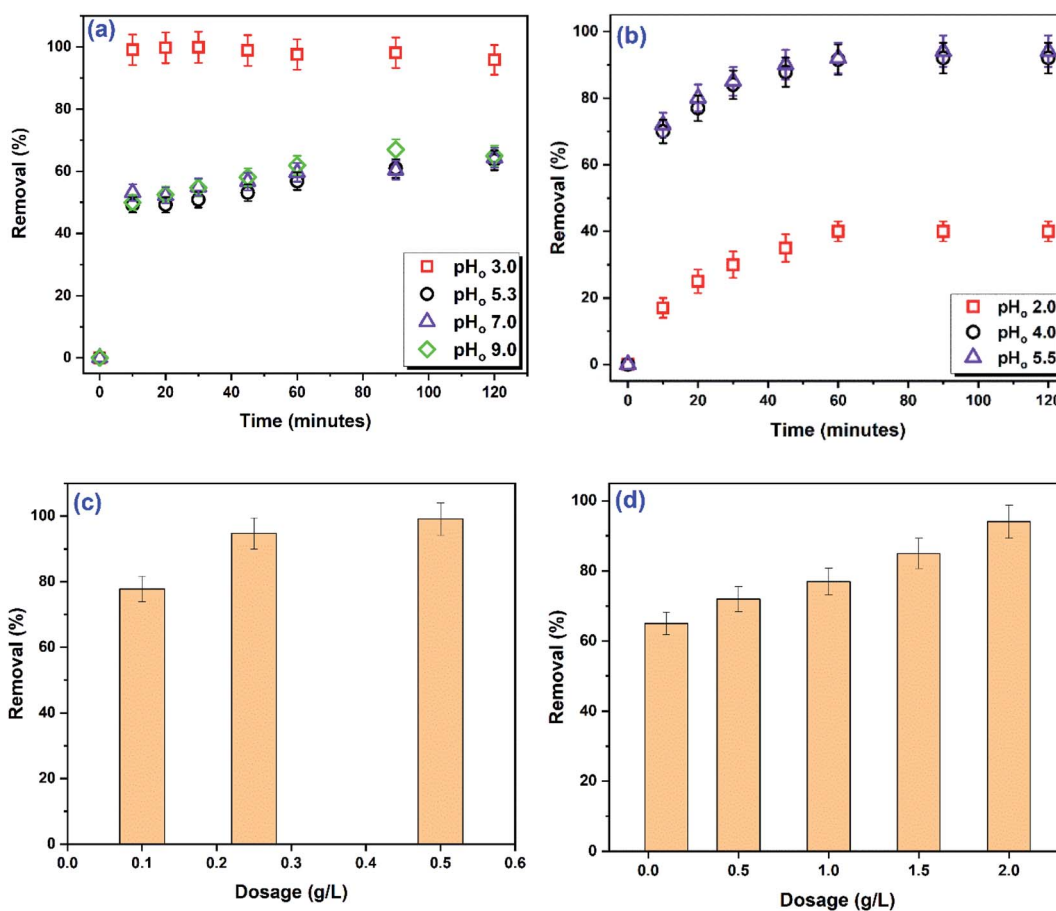 (a)
100
80
60
40
20
0
Removal (%)
pHo 3.0
pHo 5.3
pHo 7.0
pHo 9.0
0 20 40 60 80 100 120
Time (minutes)
(b)
100
80
60
40
20
0
Removal (%)
pHo 2.0
pHo 4.0
pHo 5.5
0 20 40 60 80 100 120
Time (minutes)
(c)
100
80
60
40
20
0
Removal (%)
0.0 0.1 0.2 0.3 0.4 0.5 0.6
Dosage (g/L)
(d)
100
80
60
40
20
0
Removal (%)
0.0 0.5 1.0 1.5 2.0
Dosage (g/L)